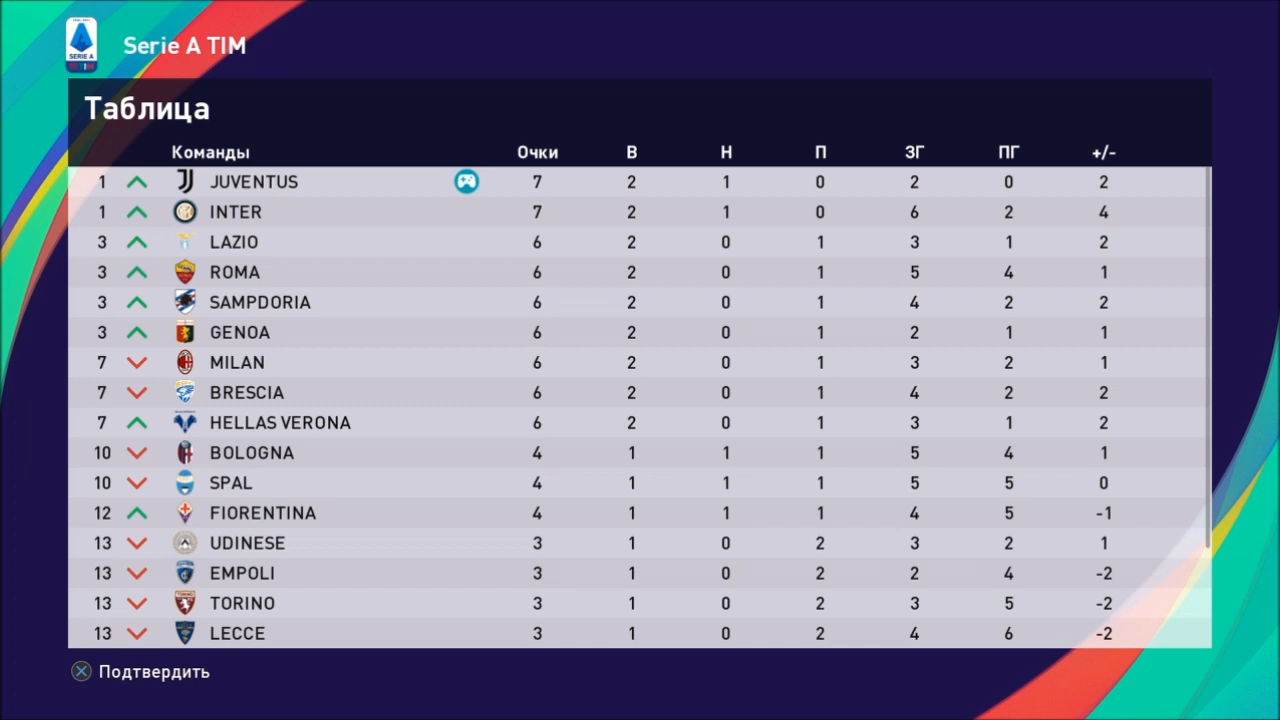 SERIE A
TIM
Serie A TIM
Таблица
Команды Очки В Н П ЗГ ПГ +/-
1 JUVENTUS 7 2 1 0 2 0 2
1 INTER 7 2 1 0 6 2 4
3 LAZIO 6 2 0 1 3 1 2
3 ROMA 6 2 0 1 5 4 1
3 SAMPDORIA 6 2 0 1 4 2 2
3 GENOA 6 2 0 1 2 1 1
7 MILAN 6 2 0 1 3 2 1
7 BRESCIA 6 2 0 1 4 2 2
7 HELLAS VERONA 6 2 0 1 3 1 2
10 BOLOGNA 4 1 1 1 5 4 1
10 SPAL 4 1 1 1 5 5 0
12 FIORENTINA 4 1 1 1 4 5 -1
13 UDINESE 3 1 0 2 3 2 1
13 EMPOLI 3 1 0 2 2 4 -2
13 TORINO 3 1 0 2 3 5 -2
13 LECCE 3 1 0 2 4 6 -2
Подтвердить